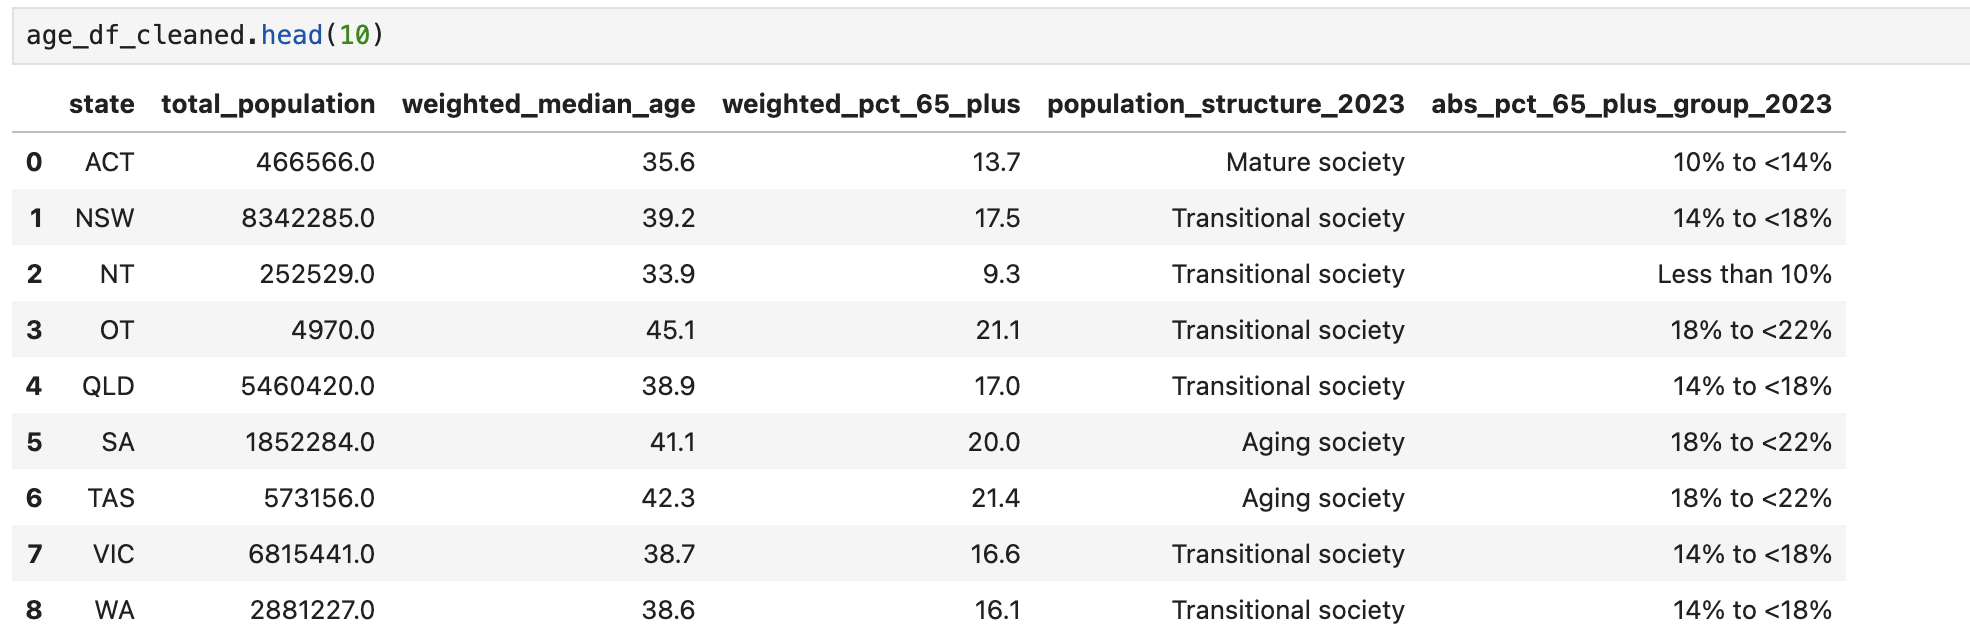 age_df_cleaned.head(10)
state total_population weighted_median_age weighted_pct_65_plus population_structure_2023 abs_pct_65_plus_group_2023
0 ACT 466566.0 35.6 13.7 Mature society 10% to <14%
1 NSW 8342285.0 39.2 17.5 Transitional society 14% to <18%
2 NT 252529.0 33.9 9.3 Transitional society Less than 10%
3 OT 4970.0 45.1 21.1 Transitional society 18% to <22%
4 QLD 5460420.0 38.9 17.0 Transitional society 14% to <18%
5 SA 1852284.0 41.1 20.0 Aging society 18% to <22%
6 TAS 573156.0 42.3 21.4 Aging society 18% to <22%
7 VIC 6815441.0 38.7 16.6 Transitional society 14% to <18%
8 WA 2881227.0 38.6 16.1 Transitional society 14% to <18%